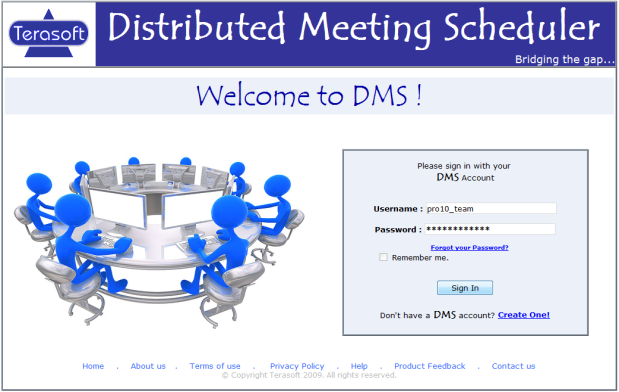 Terasoft
Distributed Meeting Scheduler
Bridging the gap...
Welcome to DMS !
Please sign in with your
DMS Account
Username : pro10_team
Password : ************
Forgot your Password?
Remember me.
Sign In
Don't have a DMS account? Create One!
Home . About us . Terms of use . Privacy Policy . Help . Product Feedback . Contact us
© Copyright Terasoft 2009. All rights reserved.